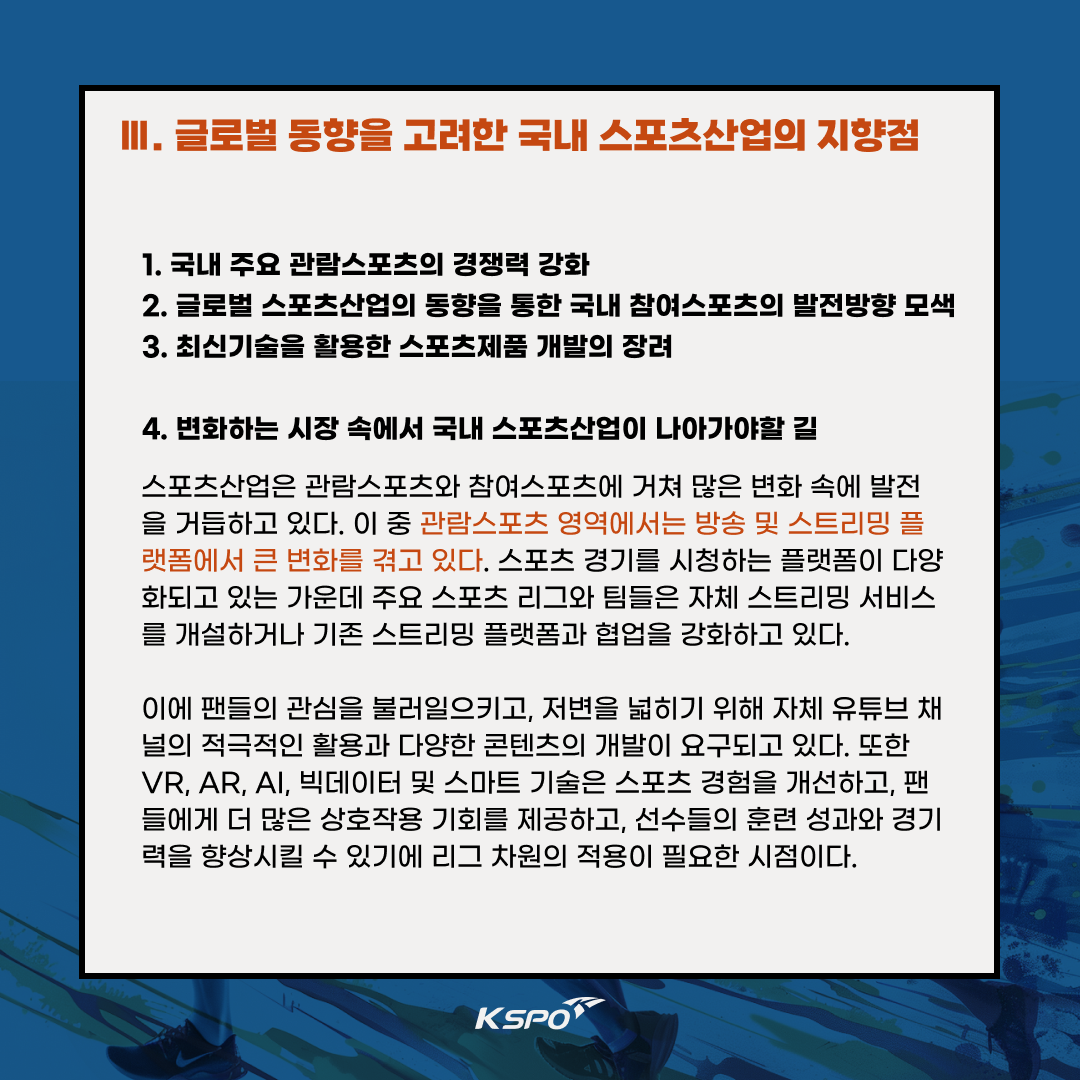 Ⅲ. 글로벌 동향을 고려한 국내 스포츠산업의 지향점
1. 국내 주요 관람스포츠의 경쟁력 강화
2. 글로벌 스포츠산업의 동향을 통한 국내 참여스포츠의 발전방향 모색
3. 최신기술을 활용한 스포츠제품 개발의 장려
4. 변화하는 시장 속에서 국내 스포츠산업이 나아가야할 길
스포츠산업은 관람스포츠와 참여스포츠에 거쳐 많은 변화 속에 발전
을 거듭하고 있다. 이 중 관람스포츠 영역에서는 방송 및 스트리밍 플
랫폼에서 큰 변화를 겪고 있다. 스포츠 경기를 시청하는 플랫폼이 다양
화되고 있는 가운데 주요 스포츠 리그와 팀들은 자체 스트리밍 서비스
를 개설하거나 기존 스트리밍 플랫폼과 협업을 강화하고 있다.
이에 팬들의 관심을 불러일으키고, 저변을 넓히기 위해 자체 유튜브 채
널의 적극적인 활용과 다양한 콘텐츠의 개발이 요구되고 있다. 또한
VR, AR, AI, 빅데이터 및 스마트 기술은 스포츠 경험을 개선하고, 팬
들에게 더 많은 상호작용 기회를 제공하고, 선수들의 훈련 성과와 경기
력을 향상시킬 수 있기에 리그 차원의 적용이 필요한 시점이다.
KSPO